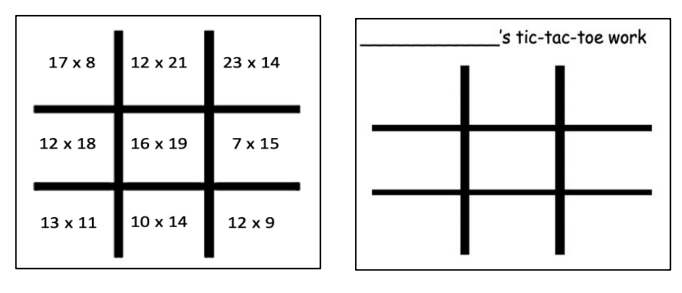 17 x 8 12 x 21 23 x 14
12 x 18 16 x 19 7 x 15
13 x 11 10 x 14 12 x 9
______________'s tic-tac-toe work